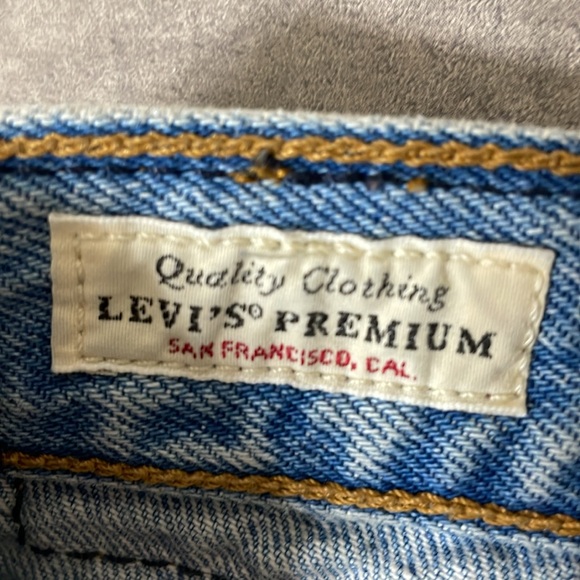 Quality Clothing
LEVI'S® PREMIUM
SAN FRANCISCO, CAL.